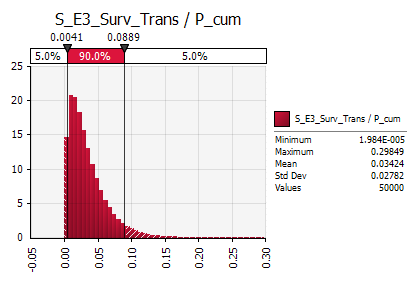 S_E3_Surv_Trans / P_cum
0.0041 0.0889
5.0% 90.0% 5.0%
25
20
15
10
5
0
-0.05 0.00 0.05 0.10 0.15 0.20 0.25 0.30
S_E3_Surv_Trans / P_cum
Minimum 1.984E-005
Maximum 0.29849
Mean 0.03424
Std Dev 0.02782
Values 50000